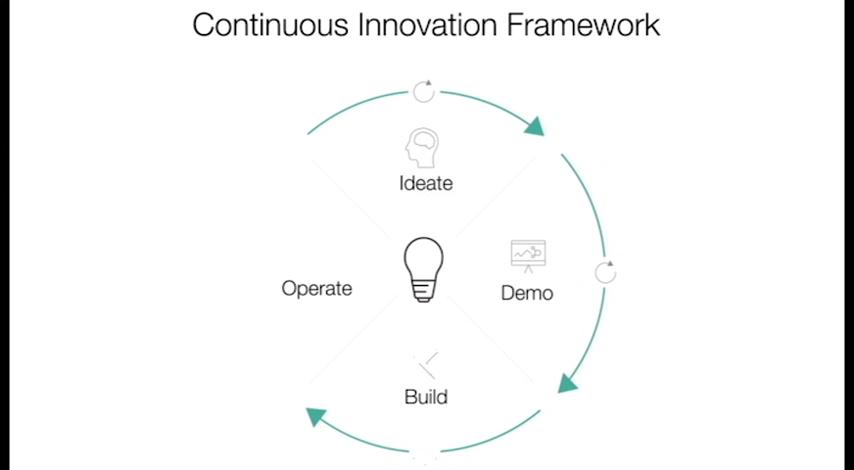 Continuous Innovation Framework
Ideate
Operate
Demo
Build